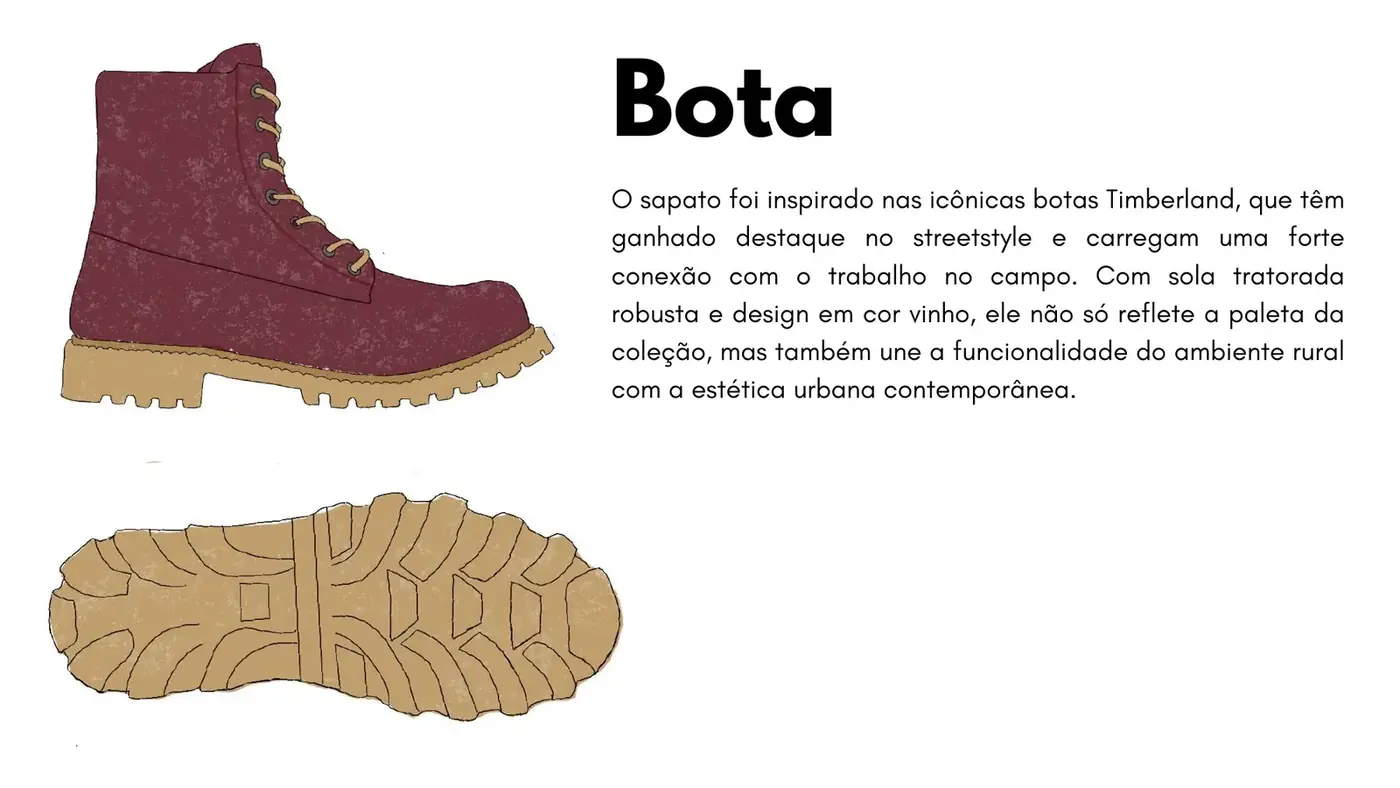 Bota
O sapato foi inspirado nas icônicas botas Timberland, que têm
ganhado destaque no streetstyle e carregam uma forte
conexão com o trabalho no campo. Com sola tratorada
robusta e design em cor vinho, ele não só reflete a paleta da
coleção, mas também une a funcionalidade do ambiente rural
com a estética urbana contemporânea.